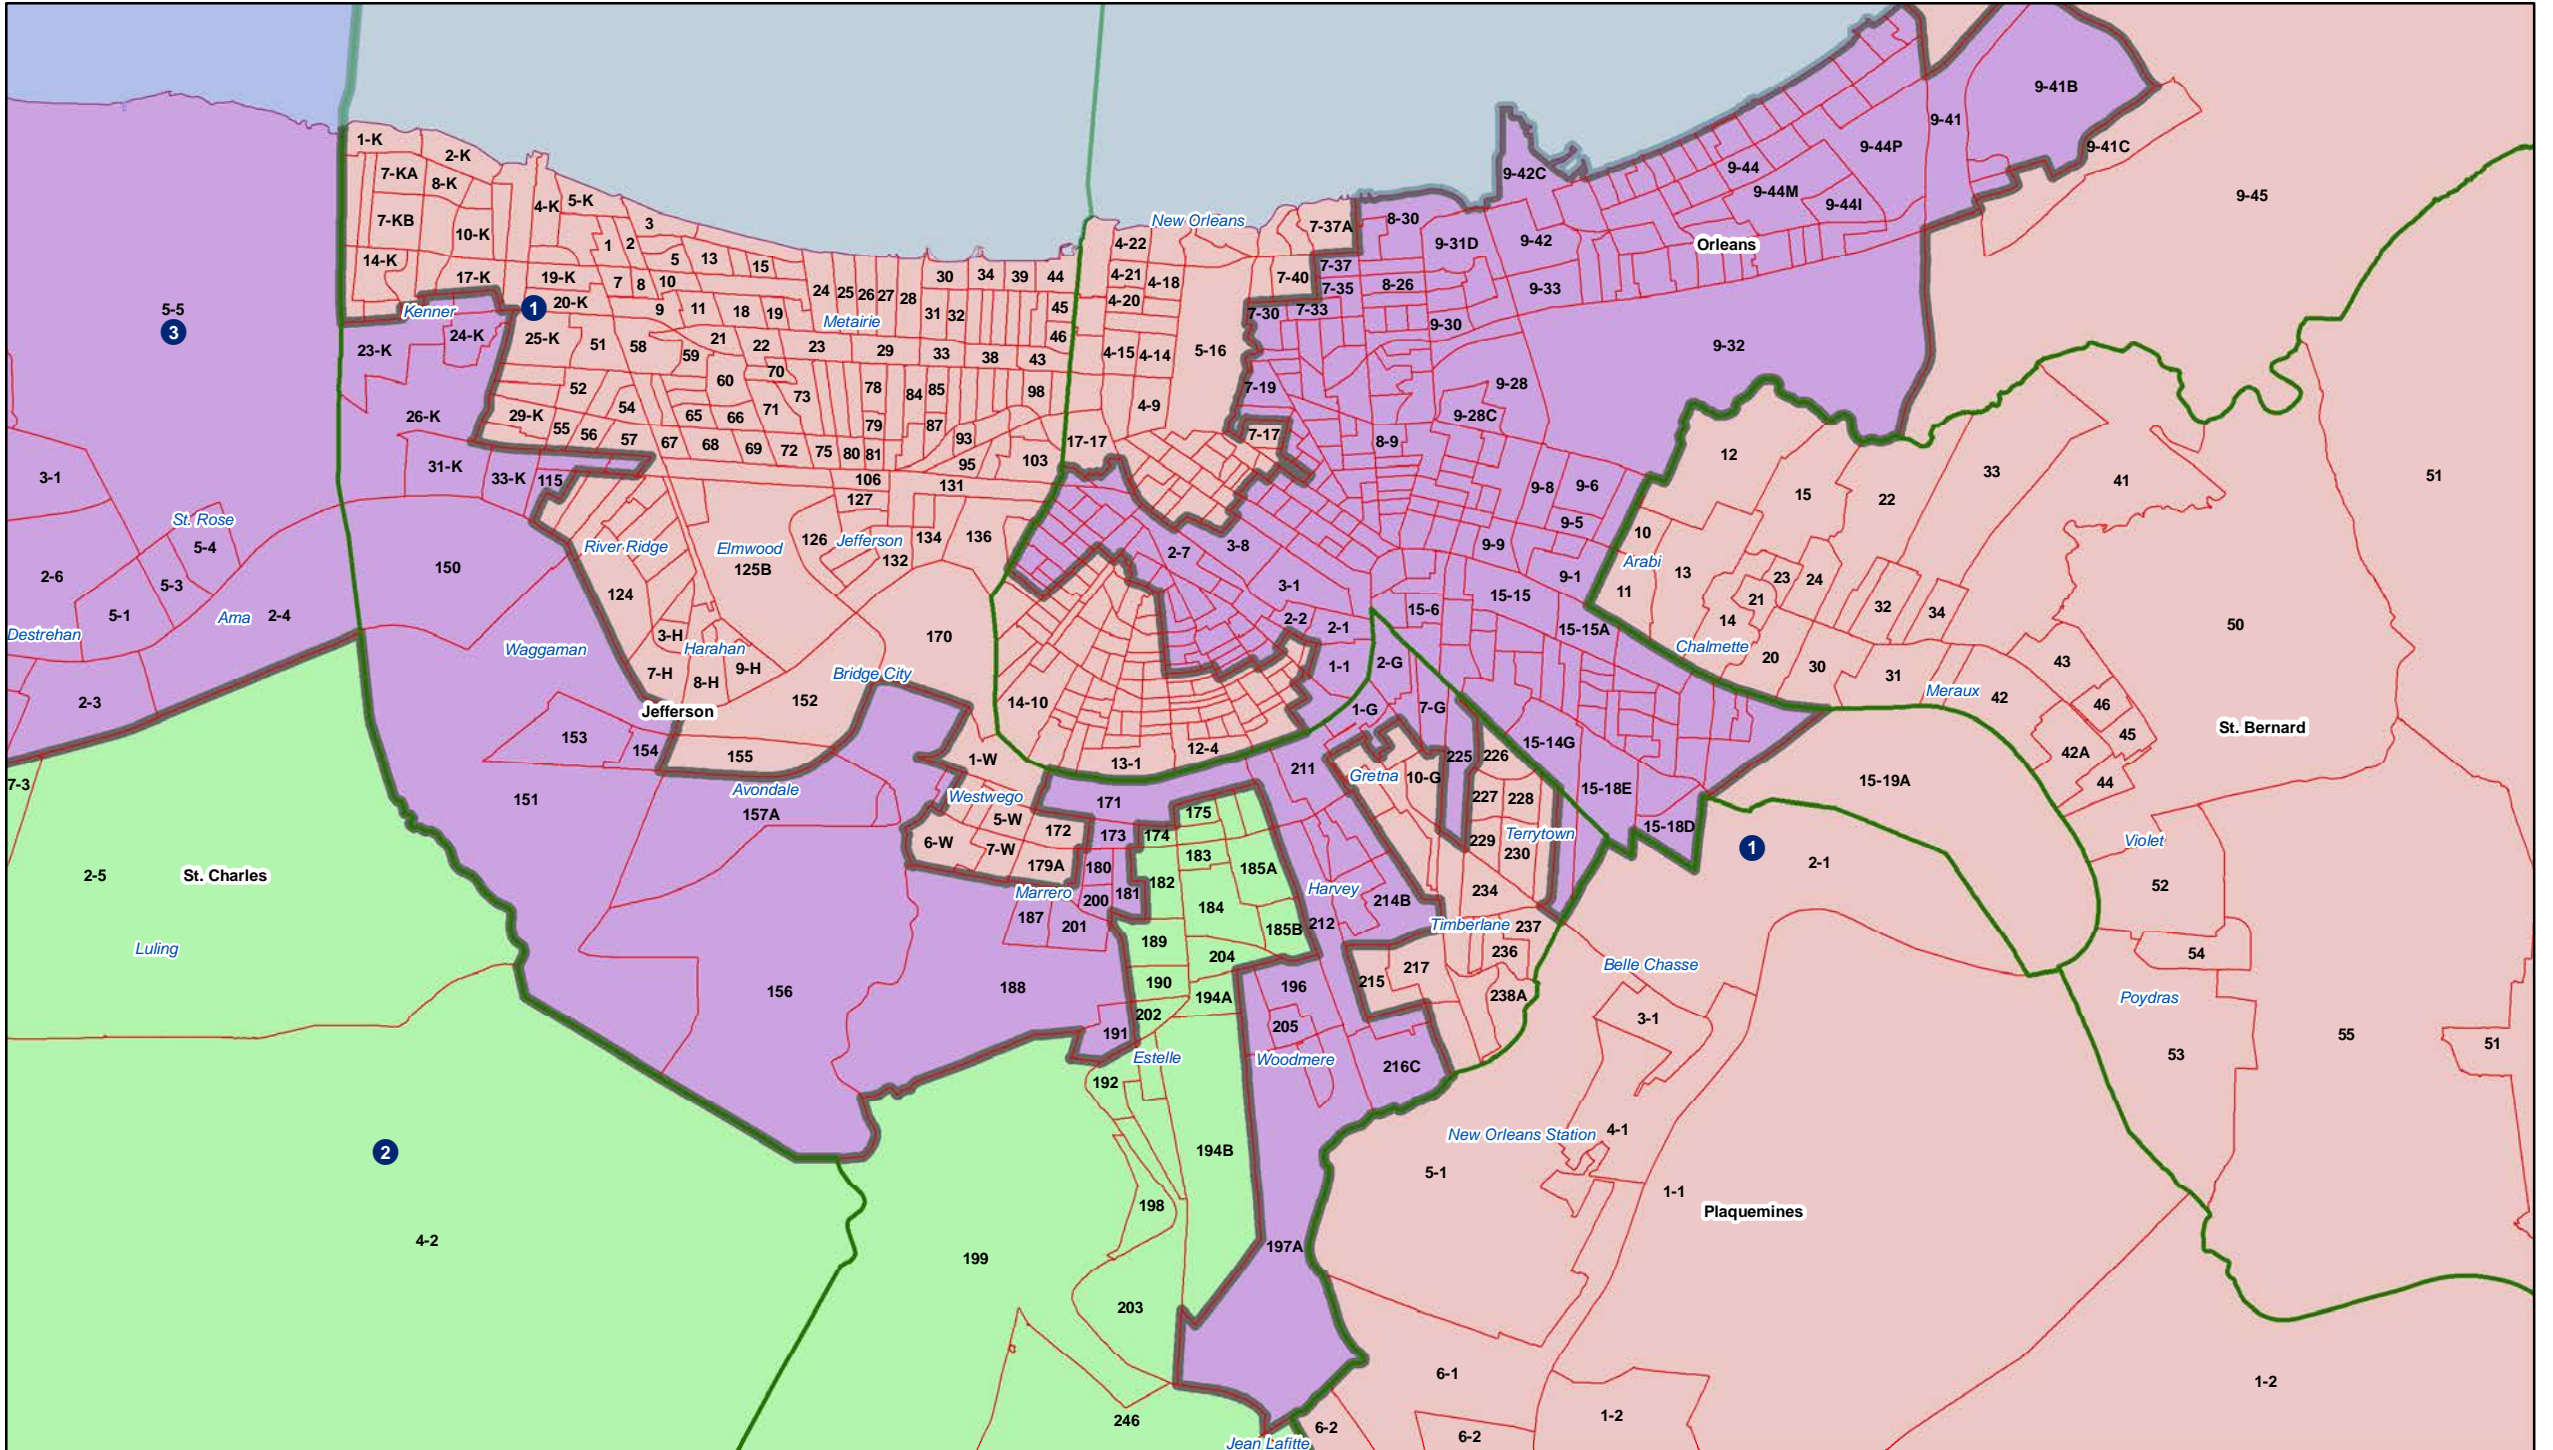 9-41B
9-41
1-K
2-K
9-44P
9-41C
7-KA
8-K
9-42C
9-44
9-44M
9-45
4-K
5-K
9-44I
7-KB
3
New Orleans
7-37A
8-30
10-K
1
2
4-22
9-31D
9-42
Orleans
14-K
5
13
15
7-37
17-K
19-K
7
8
10
30
34
39
44
4-21
4-18
7-40
7-35
8-26
9-33
24
25
26
27
28
4-20
5-5
3
Kenner
1
20-K
9
11
18
19
Metairie
31
32
45
7-30
7-33
9-30
24-K
25-K
51
58
21
22
23
29
33
38
43
46
4-15
4-14
5-16
9-32
23-K
59
70
52
60
73
78
84
85
98
7-19
9-28
26-K
29-K
54
65
66
71
79
87
4-9
9-28C
55
56
57
67
68
69
72
75
80
81
93
95
103
17-17
7-17
8-9
12
33
41
51
3-1
31-K
33-K
115
106
127
131
9-8
9-6
15
22
St. Rose
9-5
10
5-4
River Ridge
Elmwood
126
Jefferson
134
136
2-7
3-8
9-9
Arabi
2-6
5-3
150
125B
132
3-1
9-1
11
13
23
24
5-1
Ama
2-4
124
2-2
15-6
15-15
21
32
34
Destrehan
3-H
170
2-1
15-15A
14
50
Waggaman
Harahan
Chalmette
20
30
43
7-H
8-H
9-H
Bridge City
1-1
2-G
31
Meraux
42
46
2-3
Jefferson
152
14-10
1-G
7-G
45
St. Bernard
153
154
155
1-W
13-1
12-4
225
226
15-14G
42A
44
7-3
211
Gretna
10-G
15-18E
15-19A
151
Avondale
157A
Westwego
171
175
227
228
15-18D
5-W
172
173
174
Terrytown
Violet
6-W
7-W
179A
180
183
185A
229
230
1
2-1
2-5
St. Charles
Marrero
200
181
182
184
Harvey
214B
234
52
Luling
187
201
189
185B
212
Timberlane
237
236
54
204
215
217
Belle Chasse
156
188
190
194A
196
238A
Poydras
202
205
3-1
55
51
191
Estelle
Woodmere
216C
53
192
2
New Orleans Station
4-1
194B
5-1
1-1
Plaquemines
198
4-2
199
197A
203
6-1
1-2
246
1-2
6-2
6-2
Jean Lafitte